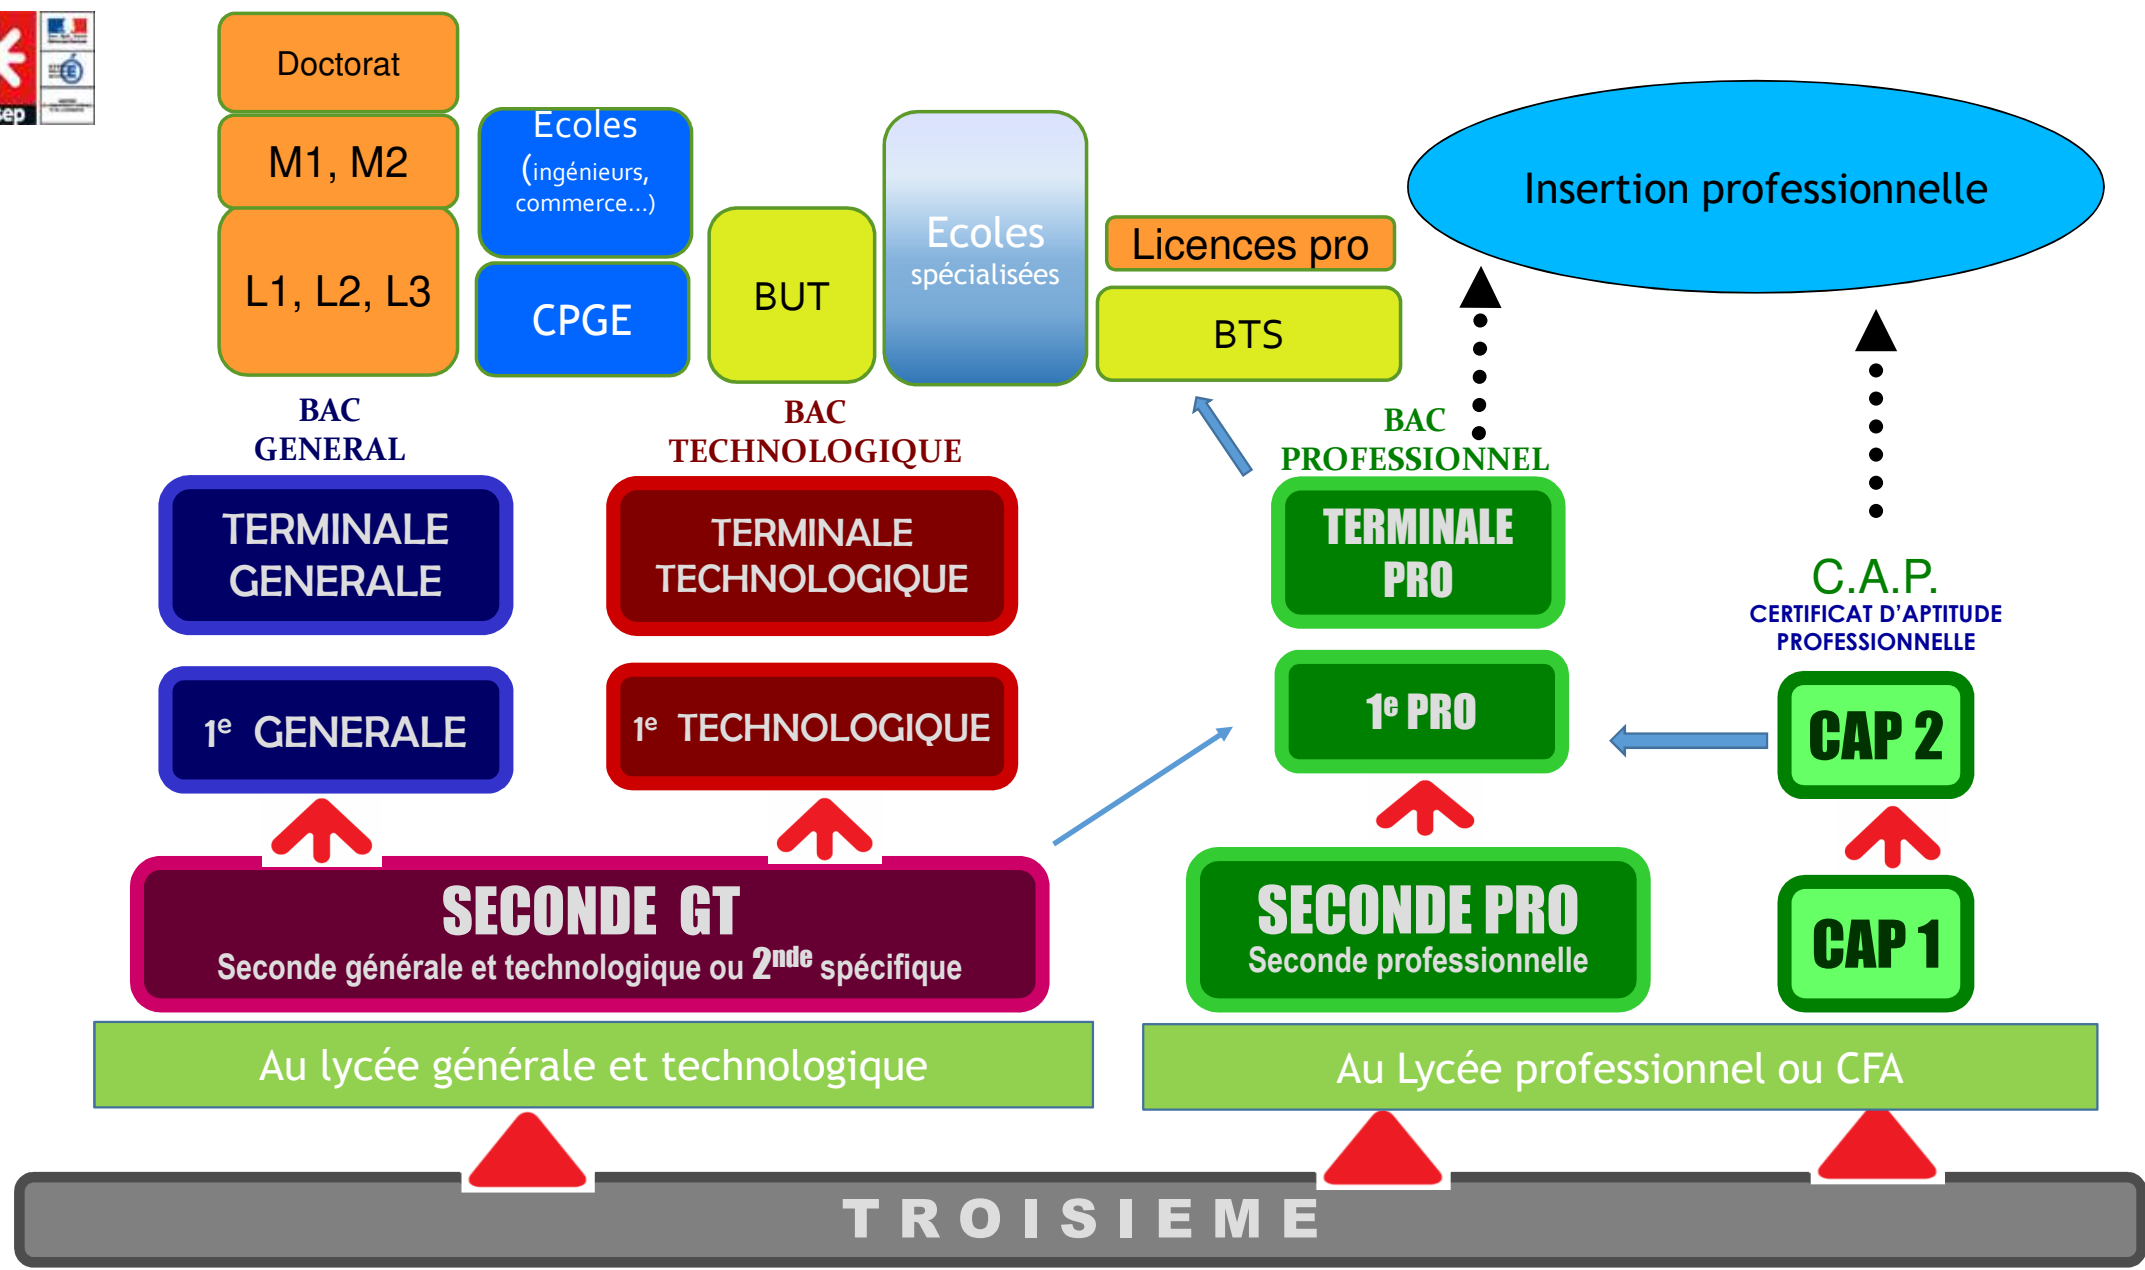 sep
Doctorat
M1, M2
L1, L2, L3
Ecoles
(ingénieurs,
commerce...)
CPGE
BUT
Ecoles
spécialisées
Licences pro
BTS
Insertion professionnelle
BAC
GENERAL
BAC
TECHNOLOGIQUE
BAC
PROFESSIONNEL
TERMINALE
GENERALE
TERMINALE
TECHNOLOGIQUE
TERMINALE
PRO
C.A.P.
CERTIFICAT D’APTITUDE
PROFESSIONNELLE
1e GENERALE
1e TECHNOLOGIQUE
1e PRO
CAP 2
SECONDE GT
Seconde générale et technologique ou 2nde spécifique
SECONDE PRO
Seconde professionnelle
CAP 1
Au lycée générale et technologique
Au Lycée professionnel ou CFA
TROISIEME